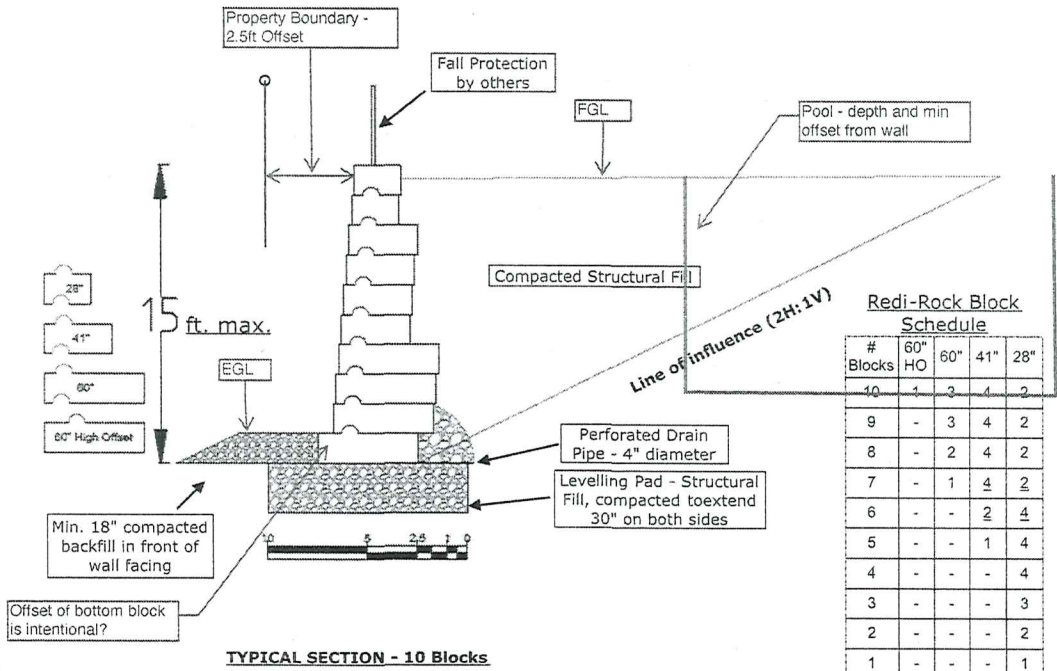 Property Boundary -
2.5ft Offset
Fall Protection
by others
FGL
Pool - depth and min
offset from wall
28"
41"
60"
60" High Offset
15 ft. max.
EGL
Compacted Structural Fill
Line of influence (2H:1V)
Perforated Drain
Pipe - 4" diameter
Levelling Pad - Structural
Fill, compacted toextend
30" on both sides
Min. 18" compacted
backfill in front of
wall facing
10 5 2.5 1 0
Offset of bottom block
is intentional?
TYPICAL SECTION - 10 Blocks
Redi-Rock Block
Schedule
# Blocks 60" HO 60" 41" 28"
10 1 3 4 2
9 - 3 4 2
8 - 2 4 2
7 - 1 4 2
6 - - 2 4
5 - - 1 4
4 - - - 4
3 - - - 3
2 - - - 2
1 - - - 1